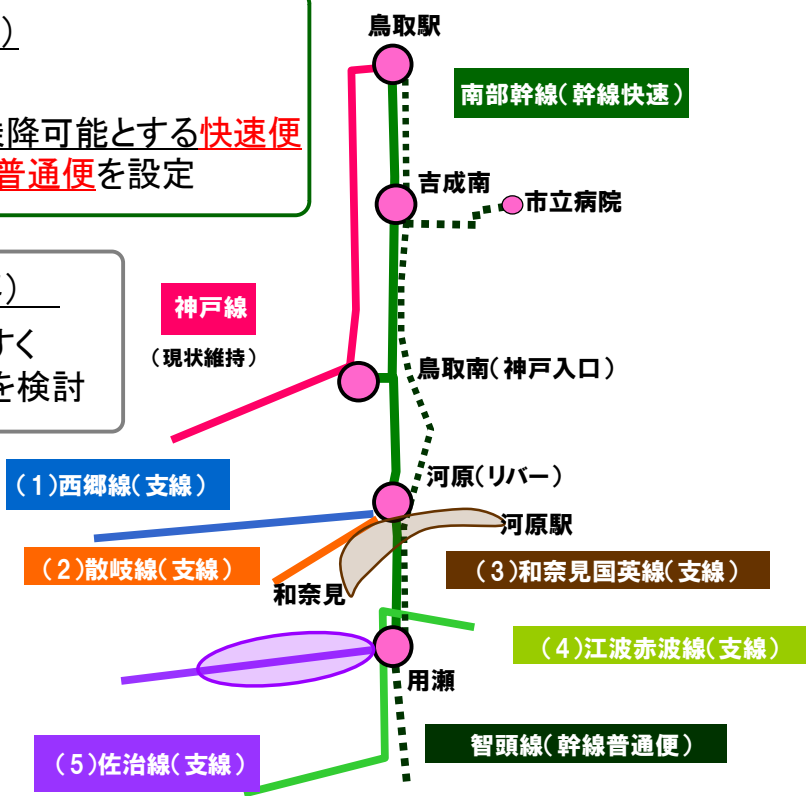 鳥取駅
南部幹線(幹線快速)
降可能とする快速便
普通便を設定
吉成南
市立病院
神戸線
(現状維持)
すく
を検討
鳥取南(神戸入口)
(1)西郷線(支線)
河原(リバー)
河原駅
(2)散岐線(支線)
(3)和奈見国英線(支線)
和奈見
(4)江波赤波線(支線)
用瀬
智頭線(幹線普通便)
(5)佐治線(支線)